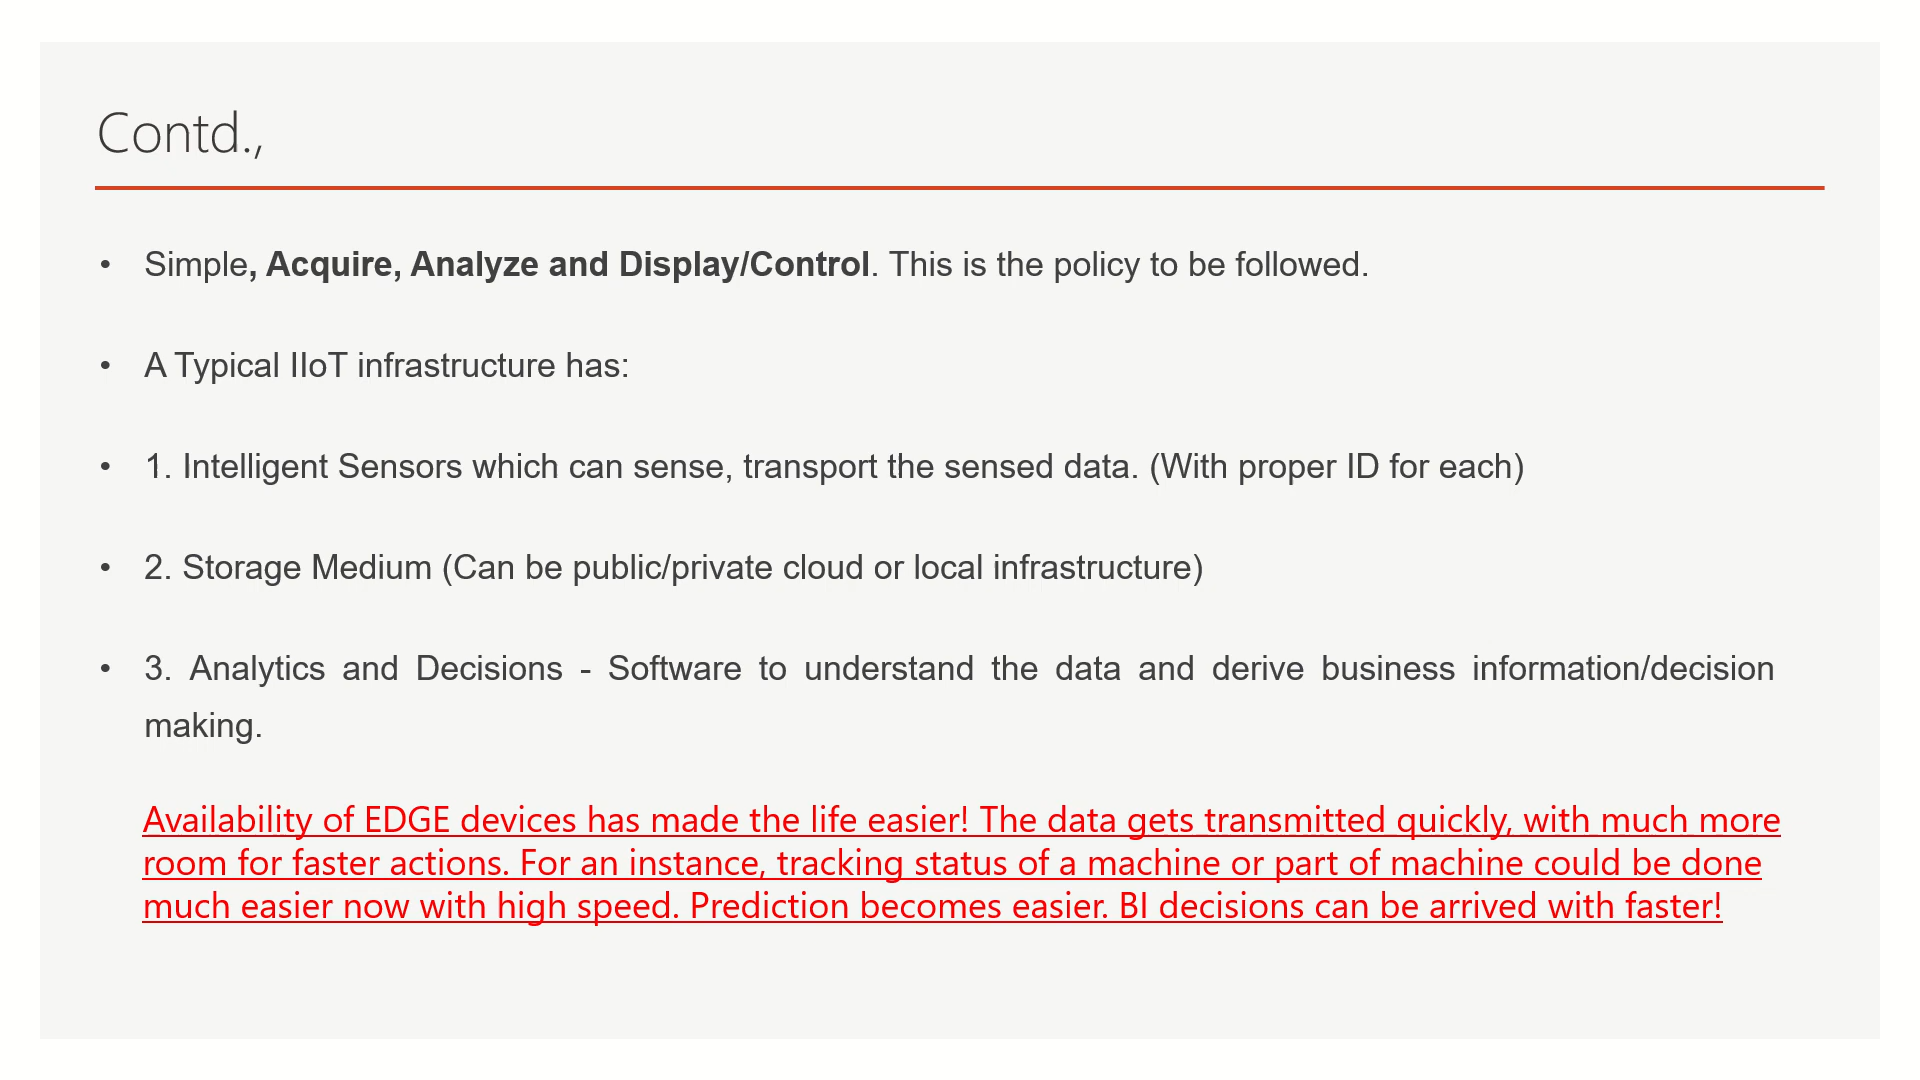 Contd.,
• Simple, Acquire, Analyze and Display/Control. This is the policy to be followed.
• A Typical IIoT infrastructure has:
• 1. Intelligent Sensors which can sense, transport the sensed data. (With proper ID for each)
• 2. Storage Medium (Can be public/private cloud or local infrastructure)
• 3. Analytics and Decisions - Software to understand the data and derive business information/decision
making.
Availability of EDGE devices has made the life easier! The data gets transmitted quickly, with much more
room for faster actions. For an instance, tracking status of a machine or part of machine could be done
much easier now with high speed. Prediction becomes easier. BI decisions can be arrived with faster!